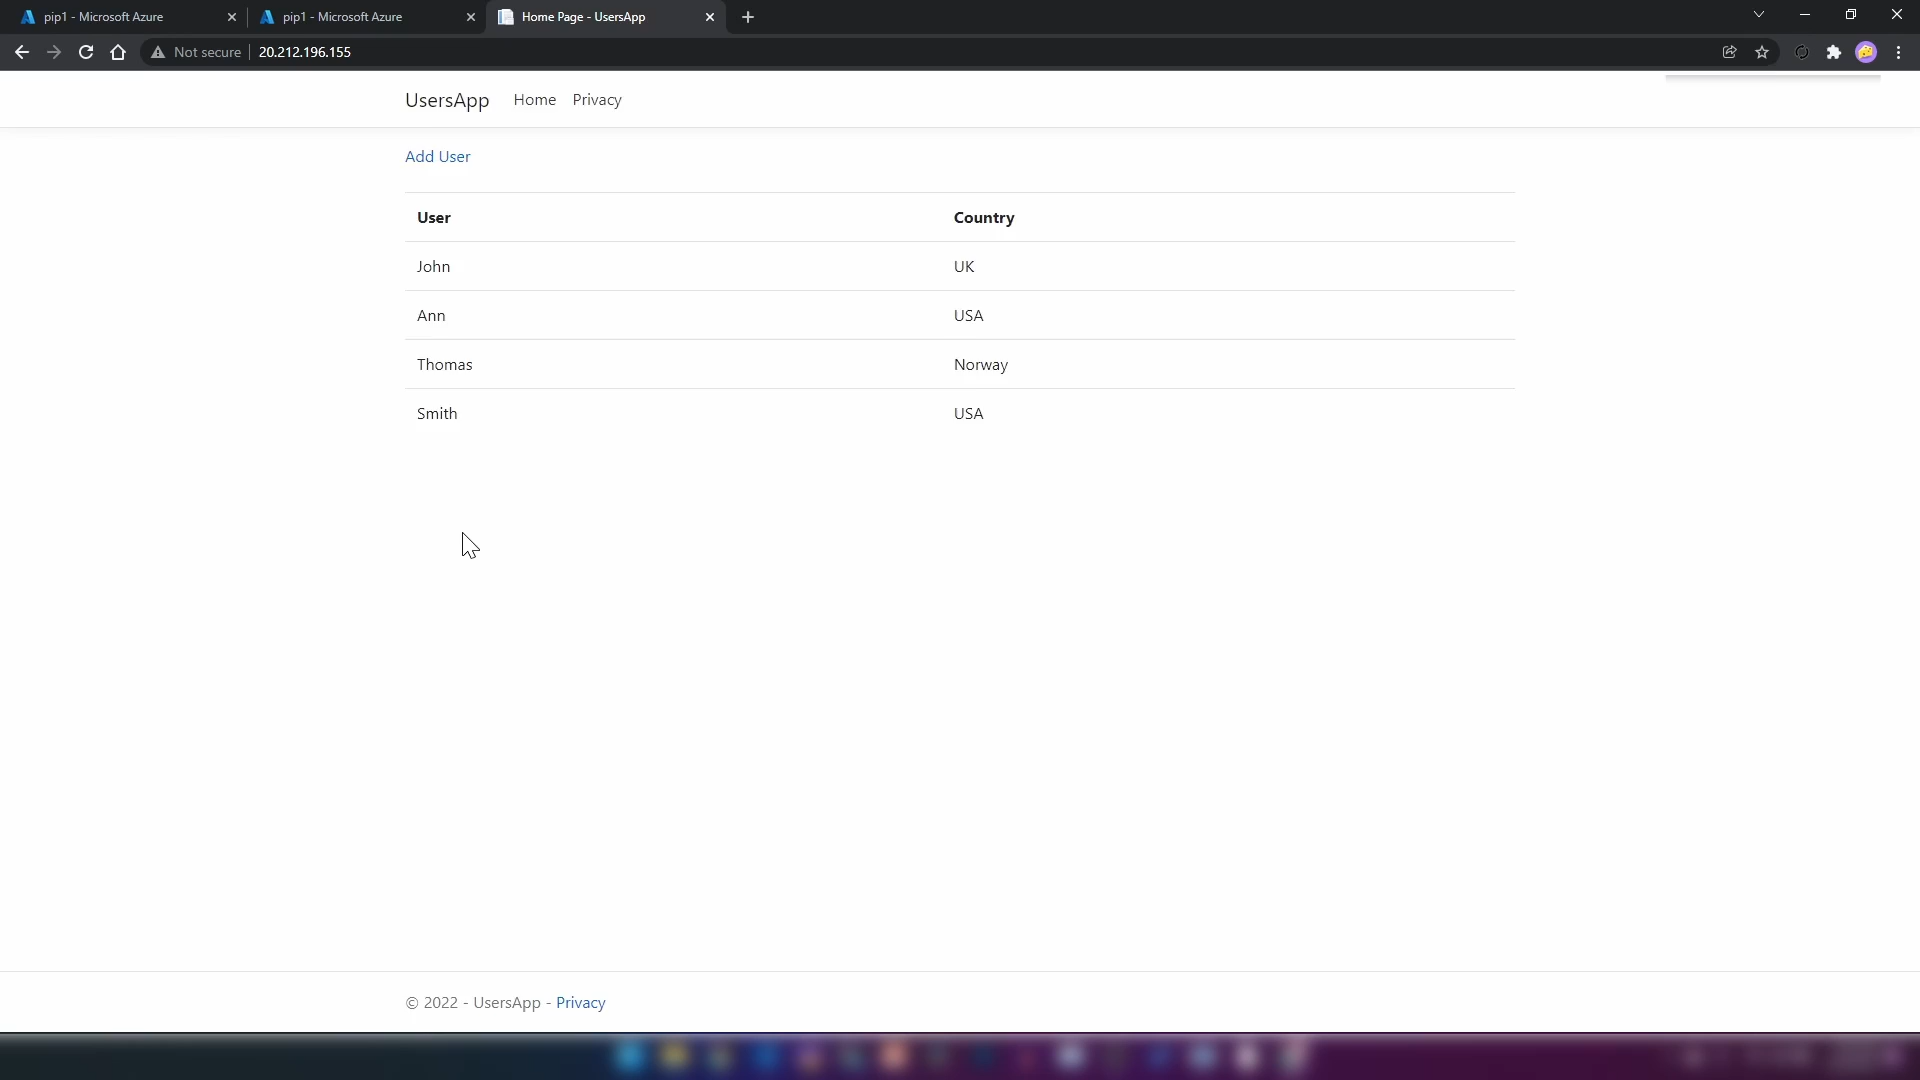 pip1 - Microsoft Azure
pip1 - Microsoft Azure
Home Page - UsersApp
Not secure
20.212.196.155
UsersApp
Home
Privacy
Add User
User Country
John UK
Ann USA
Thomas Norway
Smith USA
© 2022 - UsersApp - Privacy